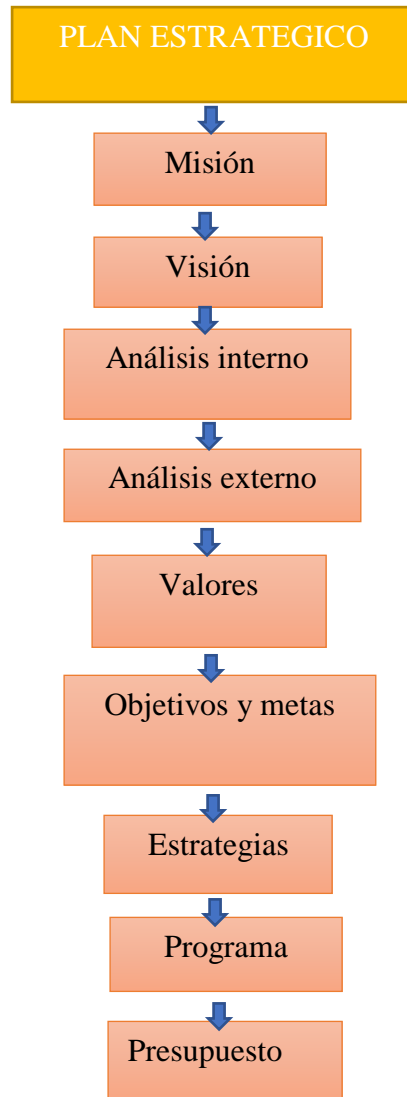 PLAN ESTRATEGICO
Misión
Visión
Análisis interno
Análisis externo
Valores
Objetivos y metas
Estrategias
Programa
Presupuesto